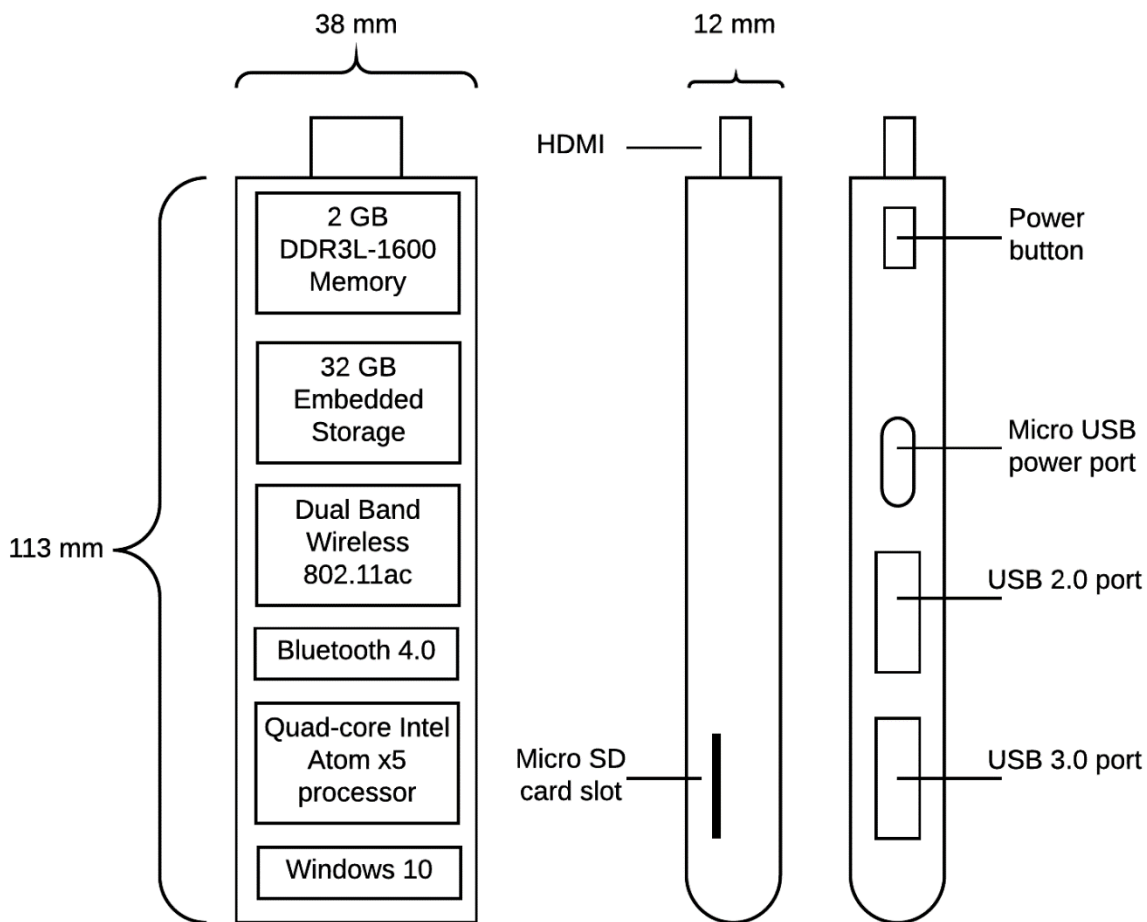 38 mm
12 mm
HDMI
2 GB
DDR3L-1600
Memory
Power
button
32 GB
Embedded
Storage
Micro USB
power port
113 mm
Dual Band
Wireless
802.11ac
USB 2.0 port
Bluetooth 4.0
Quad-core Intel
Atom x5
processor
Micro SD
card slot
USB 3.0 port
Windows 10